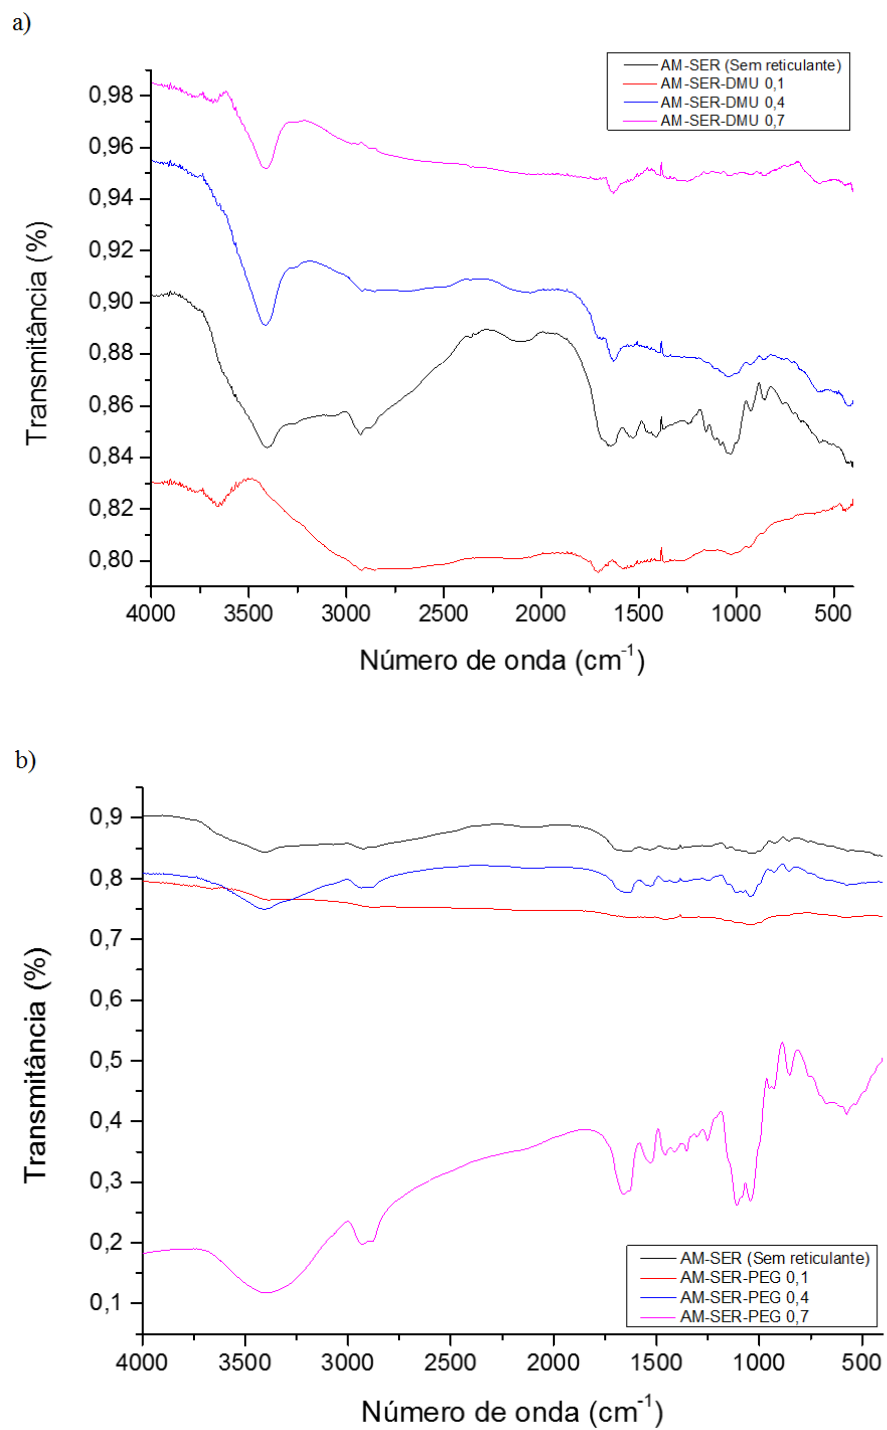 a)
AM-SER (Sem reticulante)
AM-SER-DMU 0,1
AM-SER-DMU 0,4
AM-SER-DMU 0,7
0,98
0,96
0,94
0,92
0,90
0,88
0,86
0,84
0,82
0,80
Transmitância (%)
4000 3500 3000 2500 2000 1500 1000 500
Número de onda (cm⁻¹)
b)
0,9
0,8
0,7
0,6
0,5
0,4
0,3
0,2
0,1
Transmitância (%)
AM-SER (Sem reticulante)
AM-SER-PEG 0,1
AM-SER-PEG 0,4
AM-SER-PEG 0,7
4000 3500 3000 2500 2000 1500 1000 500
Número de onda (cm⁻¹)